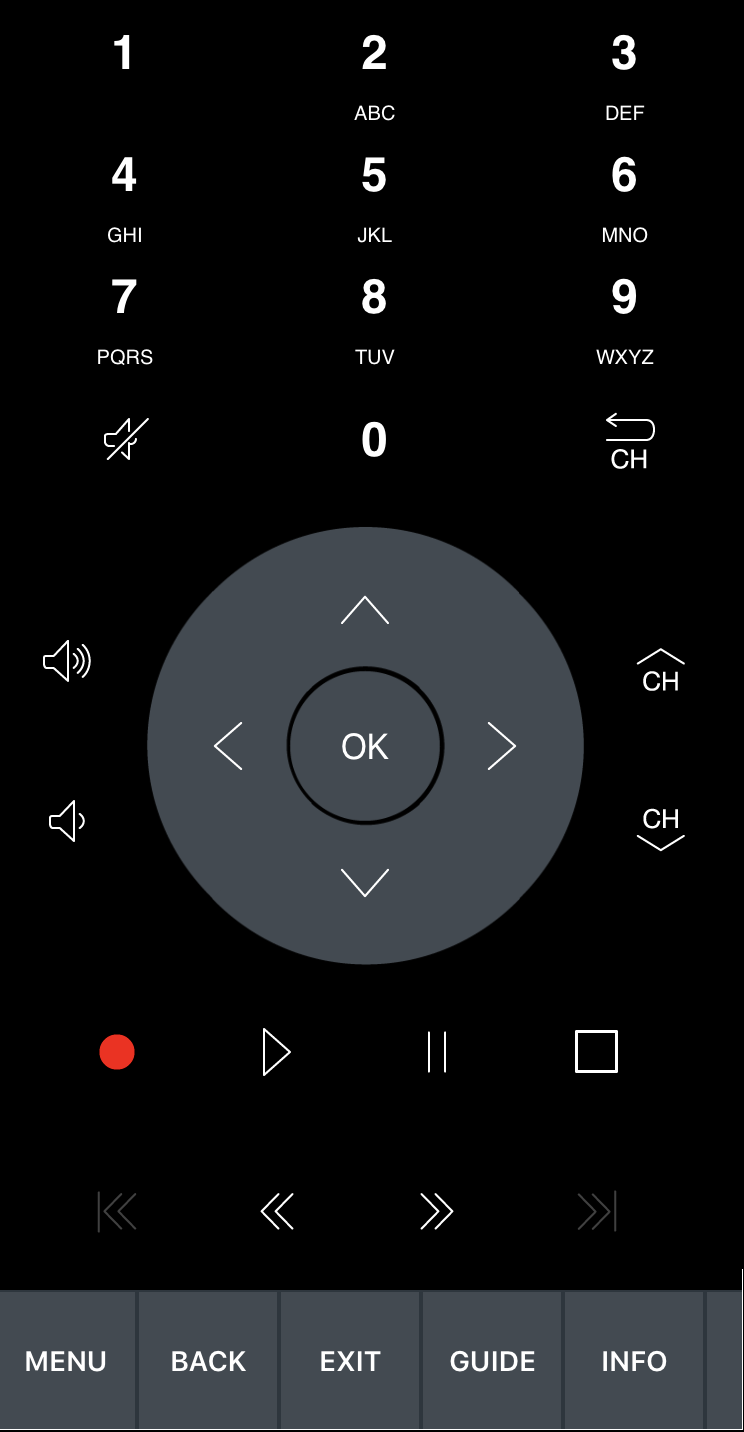 1 2 3
ABC DEF
4 5 6
GHI JKL MNO
7 8 9
PQRS TUV WXYZ
0
CH
CH
OK
CH
MENU BACK EXIT GUIDE INFO